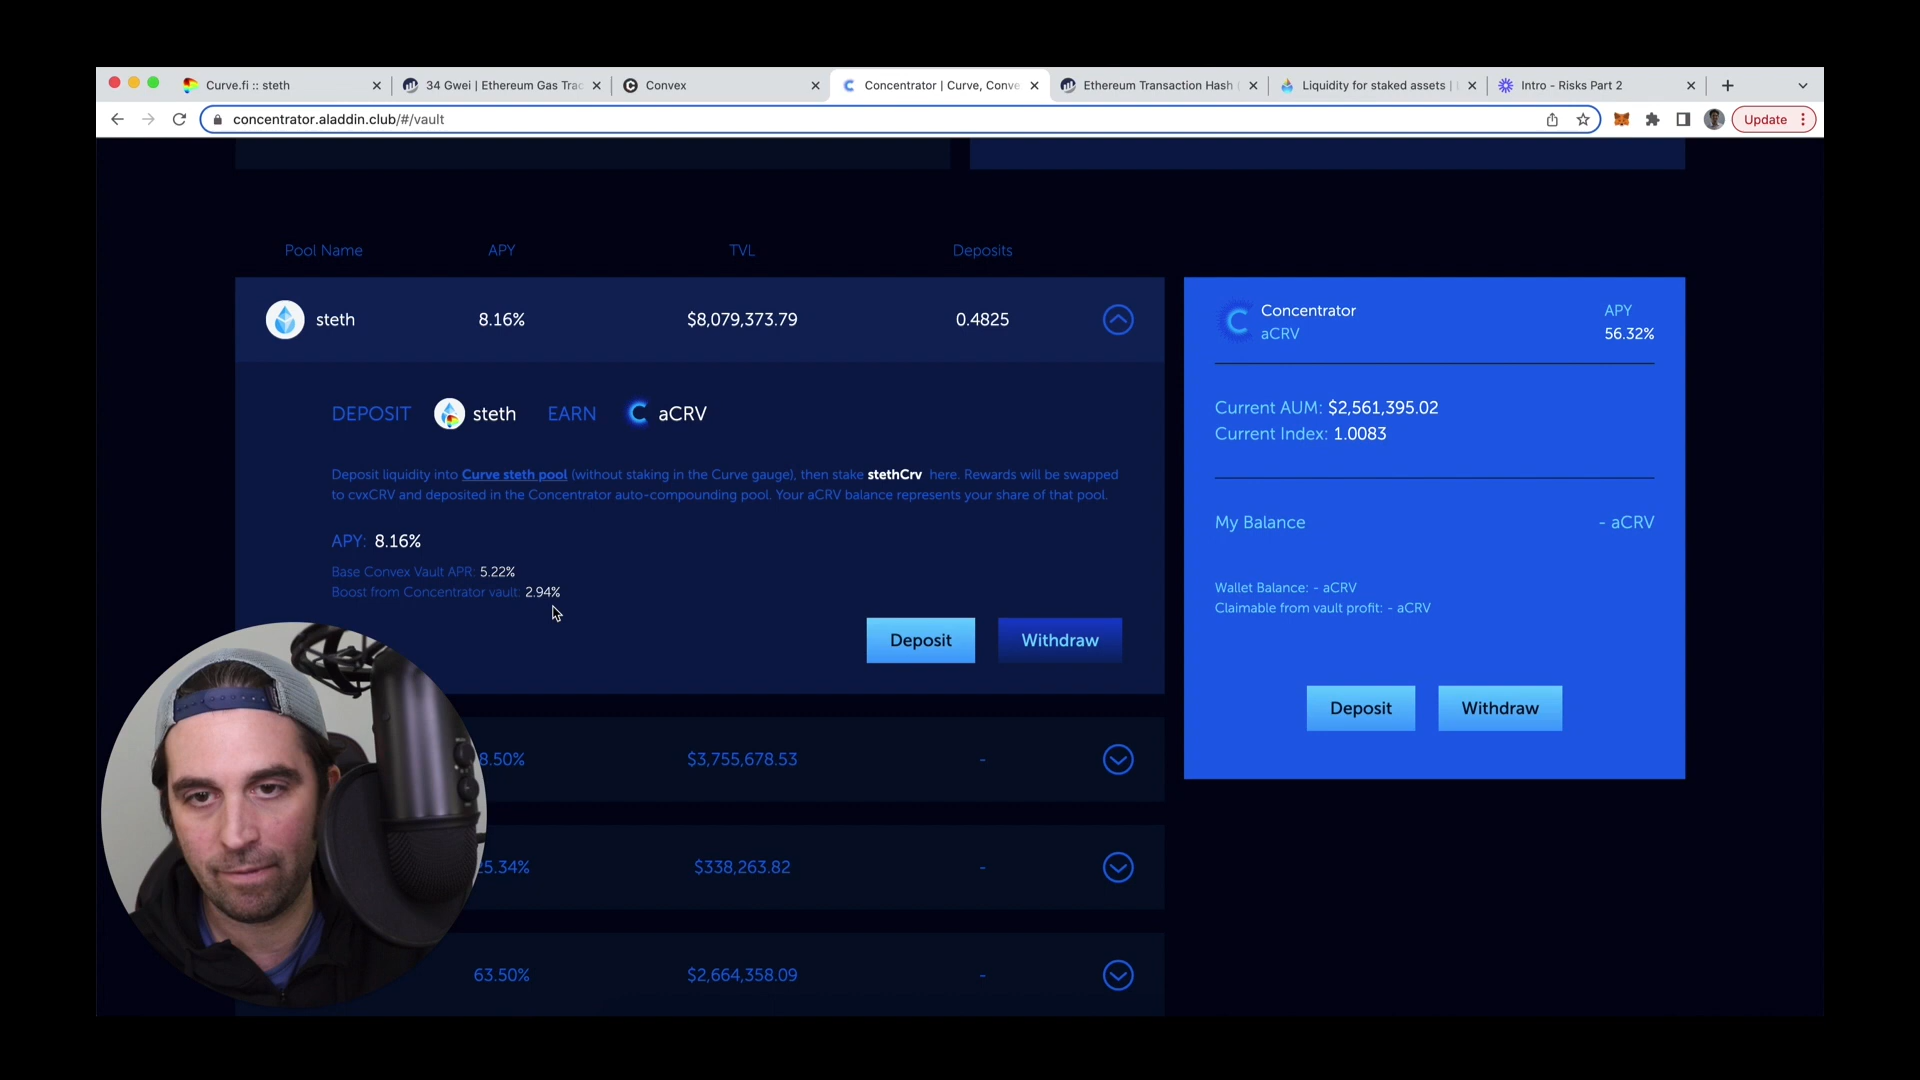 Curve.fi :: steth
34 Gwei | Ethereum Gas Trac
Convex
Concentrator | Curve, Conve
Ethereum Transaction Hash
Liquidity for staked assets |
Intro - Risks Part 2
concentrator.aladdin.club/#/vault
Update
Pool Name APY TVL Deposits
steth 8.16% $8,079,373.79 0.4825
DEPOSIT steth EARN aCRV
Deposit liquidity into Curve steth pool (without staking in the Curve gauge), then stake stethCrv here. Rewards will be swapped
to cvxCRV and deposited in the Concentrator auto-compounding pool. Your aCRV balance represents your share of that pool.
APY: 8.16%
Base Convex Vault APR: 5.22%
Boost from Concentrator vault: 2.94%
Deposit Withdraw
8.50% $3,755,678.53 -
25.34% $338,263.82 -
63.50% $2,664,358.09 -
Concentrator APY
aCRV 56.32%
Current AUM: $2,561,395.02
Current Index: 1.0083
My Balance - aCRV
Wallet Balance: - aCRV
Claimable from vault profit: - aCRV
Deposit Withdraw